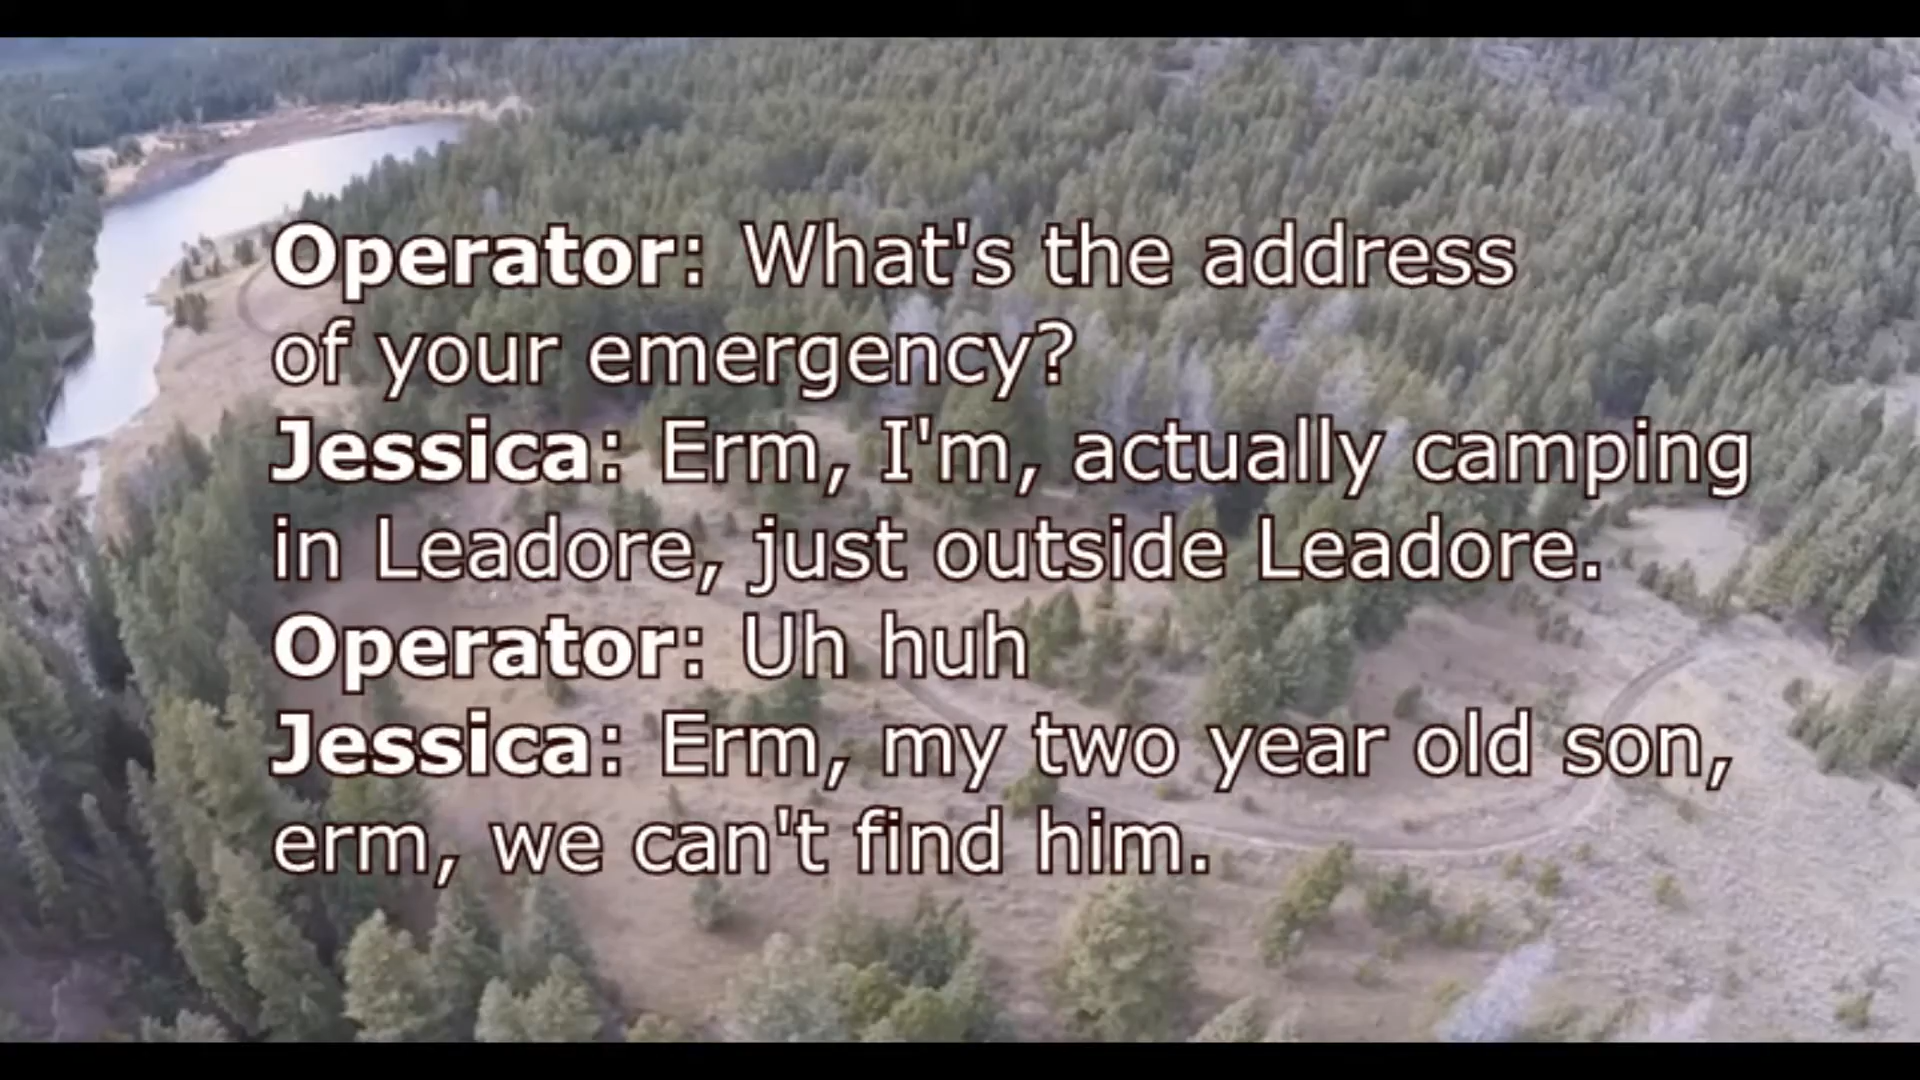 Operator: What's the address
of your emergency?
Jessica: Erm, I'm, actually camping
in Leadore, just outside Leadore.
Operator: Uh huh
Jessica: Erm, my two year old son,
erm, we can't find him.